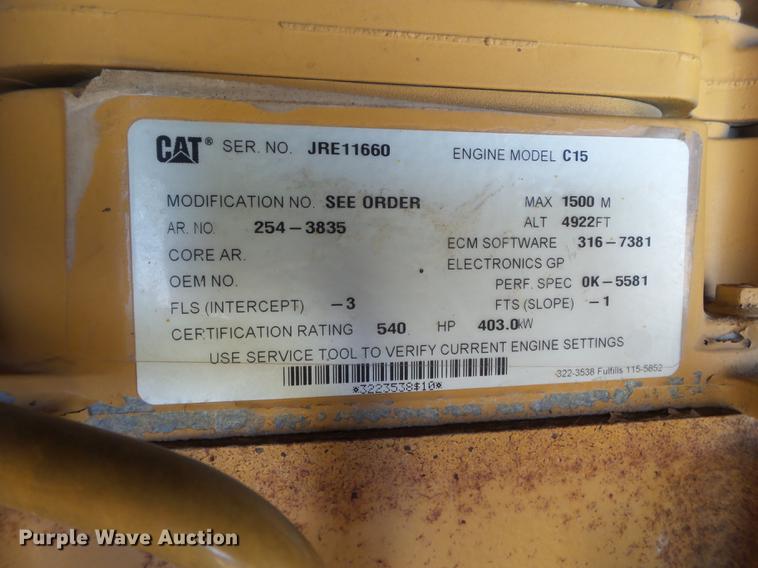 CAT® SER. NO. JRE11660 ENGINE MODEL C15
MODIFICATION NO. SEE ORDER MAX 1500 M
AR. NO. 254-3835 ALT 4922FT
CORE AR. ECM SOFTWARE 316-7381
OEM NO. ELECTRONICS GP
PERF. SPEC 0K-5581
FLS (INTERCEPT) -3 FTS (SLOPE) -1
CERTIFICATION RATING 540 HP 403.0kW
USE SERVICE TOOL TO VERIFY CURRENT ENGINE SETTINGS
322-3538 Fulfills 115-5852
*3223538$10*
Purple Wave Auction